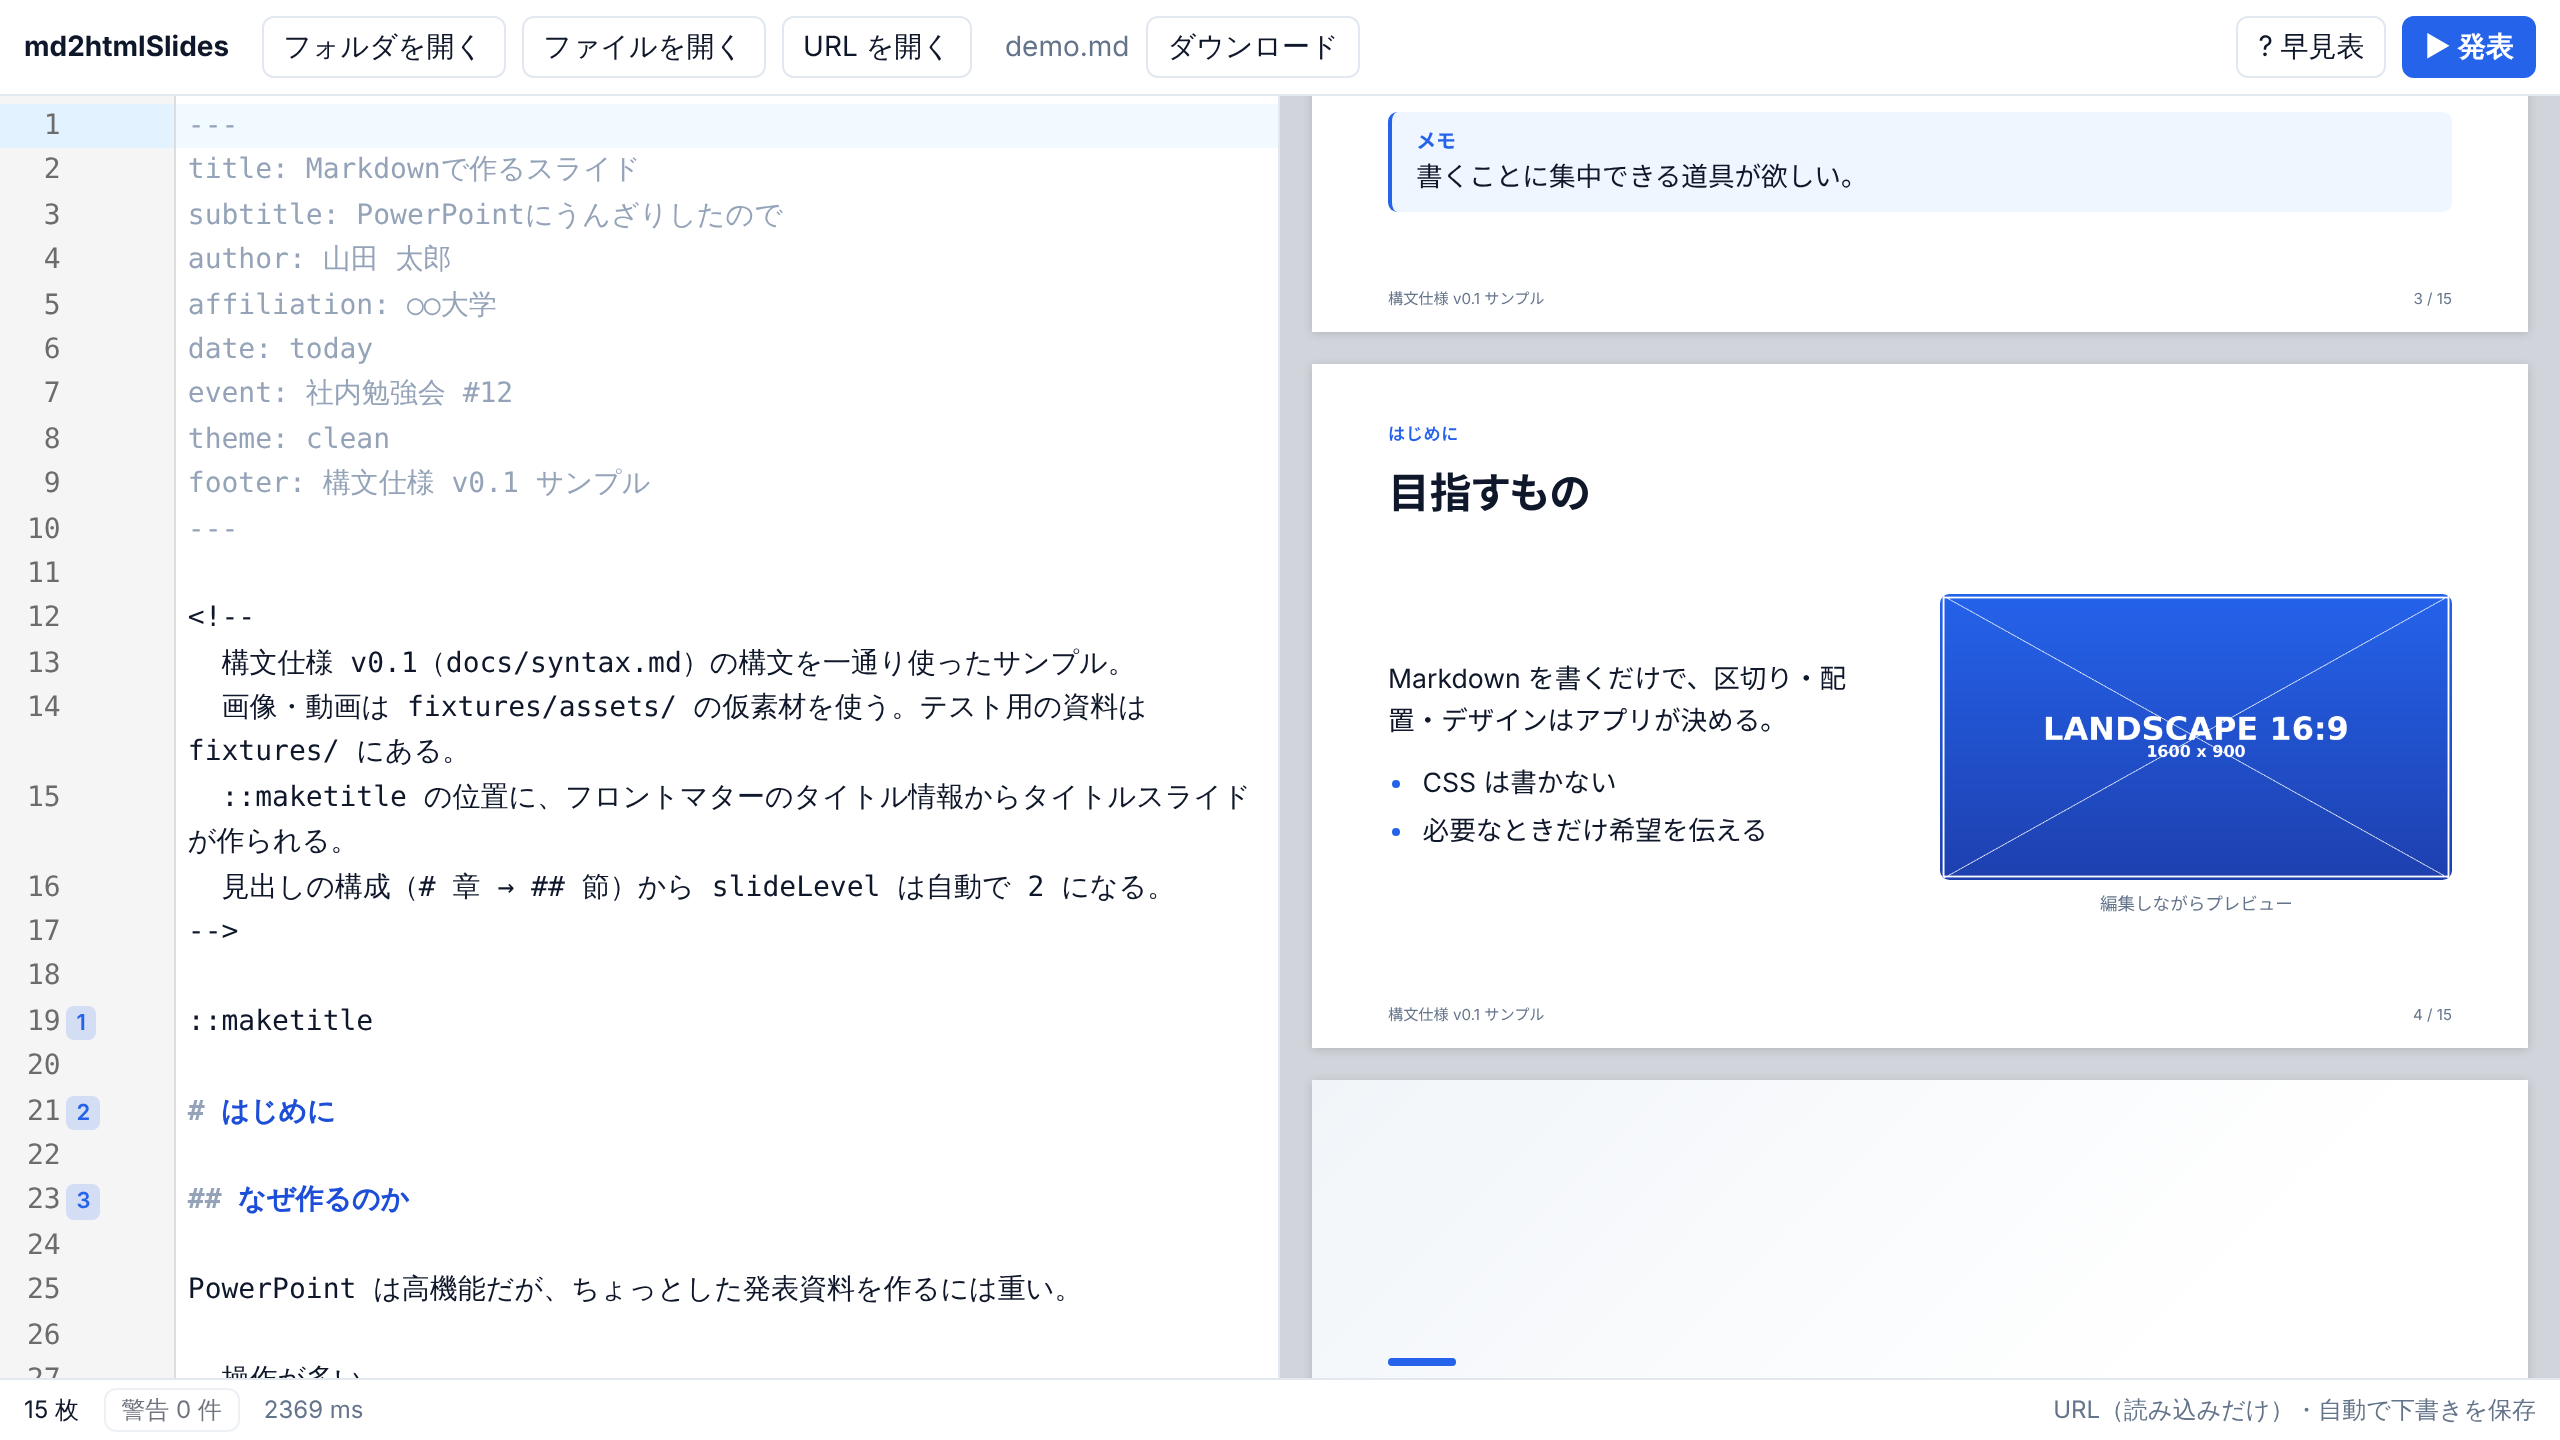 md2htmlSlides フォルダを開く ファイルを開く URL を開く demo.md ダウンロード ? 早見表 ▶ 発表
1 ---
2 title: Markdownで作るスライド
3 subtitle: PowerPointにうんざりしたので
4 author: 山田 太郎
5 affiliation: ○○大学
6 date: today
7 event: 社内勉強会 #12
8 theme: clean
9 footer: 構文仕様 v0.1 サンプル
10 ---
11
12 <!--
13 構文仕様 v0.1（docs/syntax.md）の構文を一通り使ったサンプル。
14 画像・動画は fixtures/assets/ の仮素材を使う。テスト用の資料は
fixtures/ にある。
15 ::maketitle の位置に、フロントマターのタイトル情報からタイトルスライド
が作られる。
16 見出しの構成（# 章 → ## 節）から slideLevel は自動で 2 になる。
17 -->
18
19 1 ::maketitle
20
21 2 # はじめに
22
23 3 ## なぜ作るのか
24
25 PowerPoint は高機能だが、ちょっとした発表資料を作るには重い。
26
27 操作が多い
メモ
書くことに集中できる道具が欲しい。
構文仕様 v0.1 サンプル 3 / 15
はじめに
目指すもの
Markdown を書くだけで、区切り・配
置・デザインはアプリが決める。
• CSS は書かない
• 必要なときだけ希望を伝える
LANDSCAPE 16:9
1600 x 900
編集しながらプレビュー
構文仕様 v0.1 サンプル 4 / 15
15 枚 警告 0 件 2369 ms URL（読み込みだけ）・自動で下書きを保存